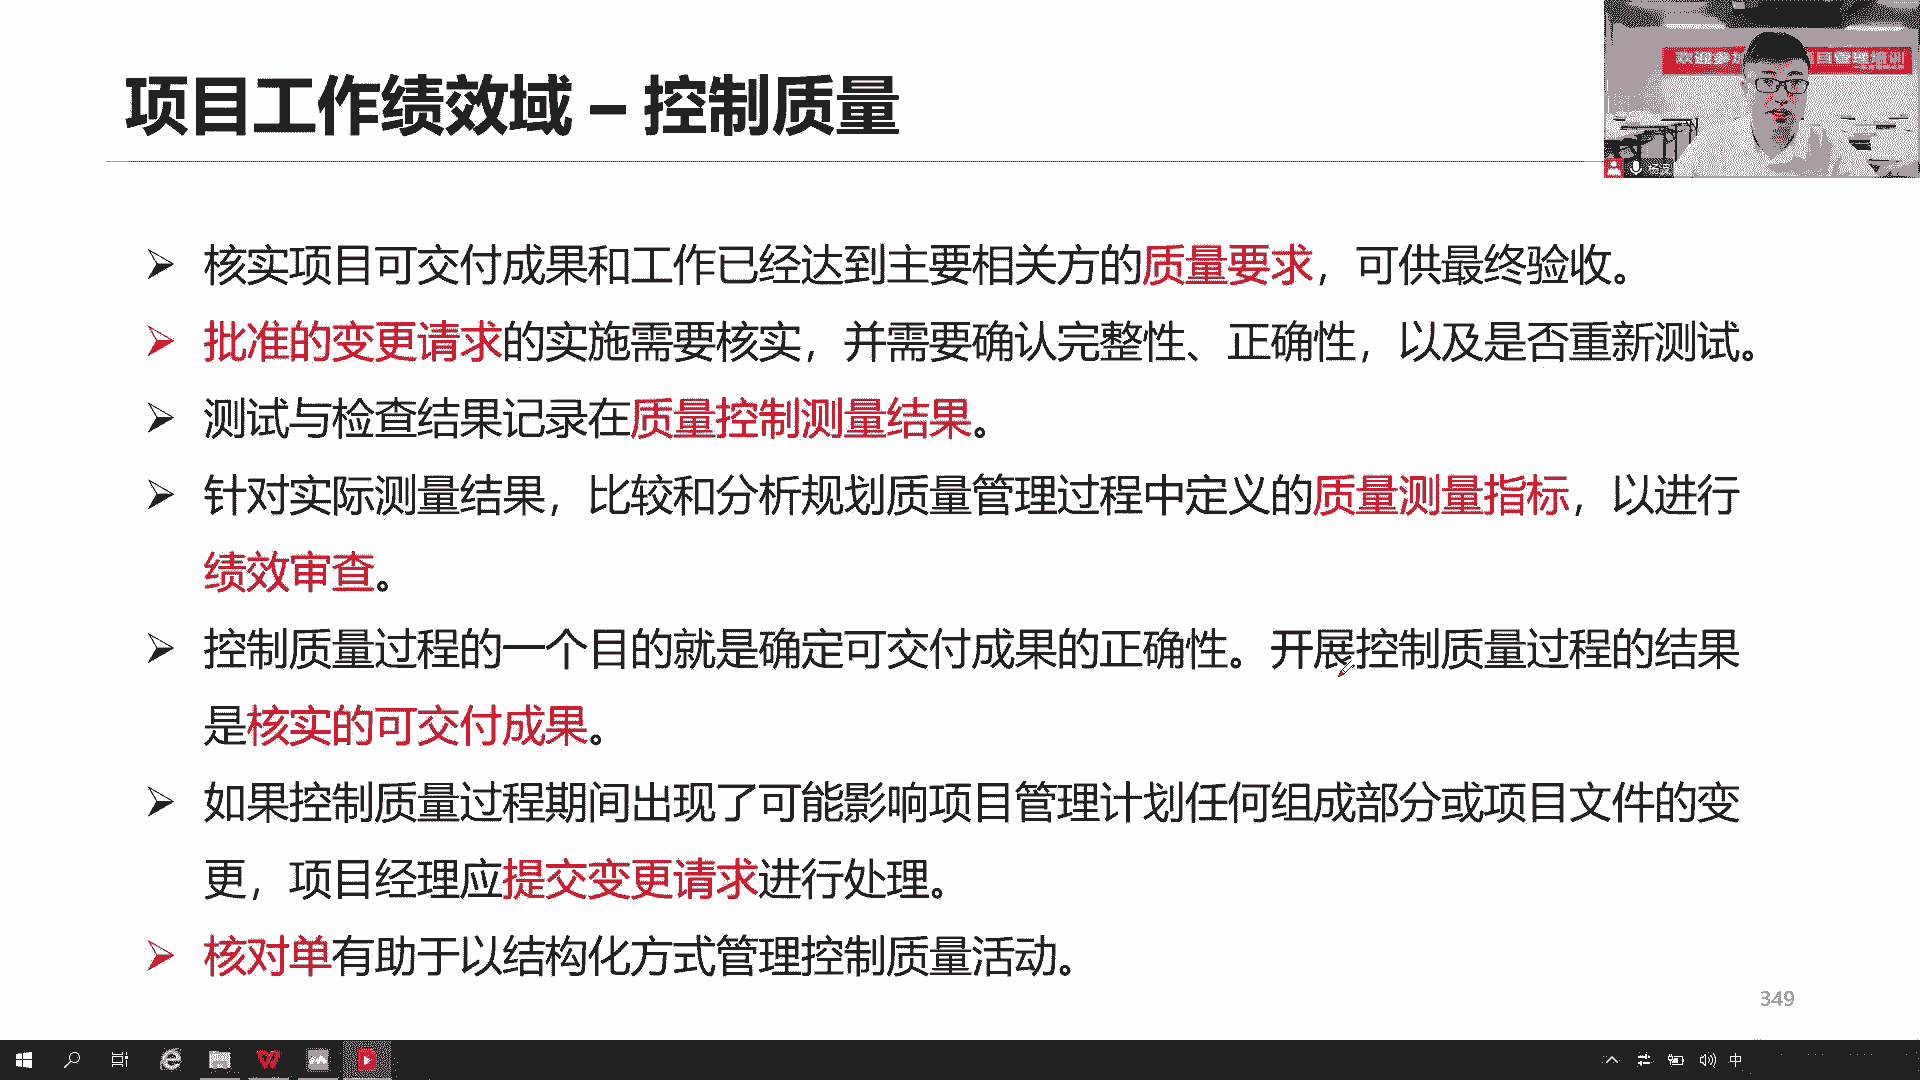 项目工作绩效域 – 控制质量
➢ 核实项目可交付成果和工作已经达到主要相关方的质量要求，可供最终验收。
➢ 批准的变更请求的实施需要核实，并需要确认完整性、正确性，以及是否重新测试。
➢ 测试与检查结果记录在质量控制测量结果。
➢ 针对实际测量结果，比较和分析规划质量管理过程中定义的质量测量指标，以进行
绩效审查。
➢ 控制质量过程的一个目的就是确定可交付成果的正确性。开展控制质量过程的结果
是核实的可交付成果。
➢ 如果控制质量过程期间出现了可能影响项目管理计划任何组成部分或项目文件的变
更，项目经理应提交变更请求进行处理。
➢ 核对单有助于以结构化方式管理控制质量活动。
349
中